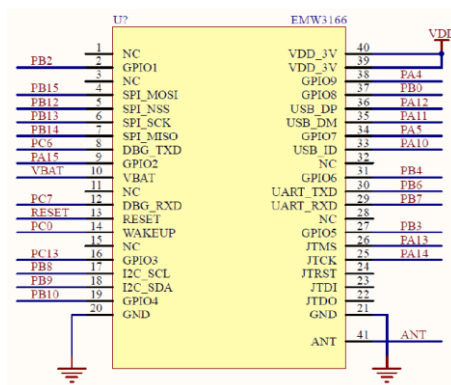 U? EMW3166
VDD
1 NC VDD_3V 40
PB2 2 GPIO1 VDD_3V 39
3 NC GPIO9 38 PA4
PB15 4 SPI_MOSI GPIO8 37 PB0
PB12 5 SPI_NSS USB_DP 36 PA12
PB13 6 SPI_SCK USB_DM 35 PA11
PB14 7 SPI_MISO GPIO7 34 PA5
PC6 8 DBG_TXD USB_ID 33 PA10
PA15 9 GPIO2 NC 32
VBAT 10 VBAT GPIO6 31 PB4
11 NC UART_TXD 30 PB6
PC7 12 DBG_RXD UART_RXD 29 PB7
RESET 13 RESET NC 28
PC0 14 WAKEUP GPIO5 27 PB3
15 NC JTMS 26 PA13
PC13 16 GPIO3 JTCK 25 PA14
PB8 17 I2C_SCL JTRST 24
PB9 18 I2C_SDA JTDI 23
PB10 19 GPIO4 JTDO 22
20 GND GND 21
ANT 41 ANT